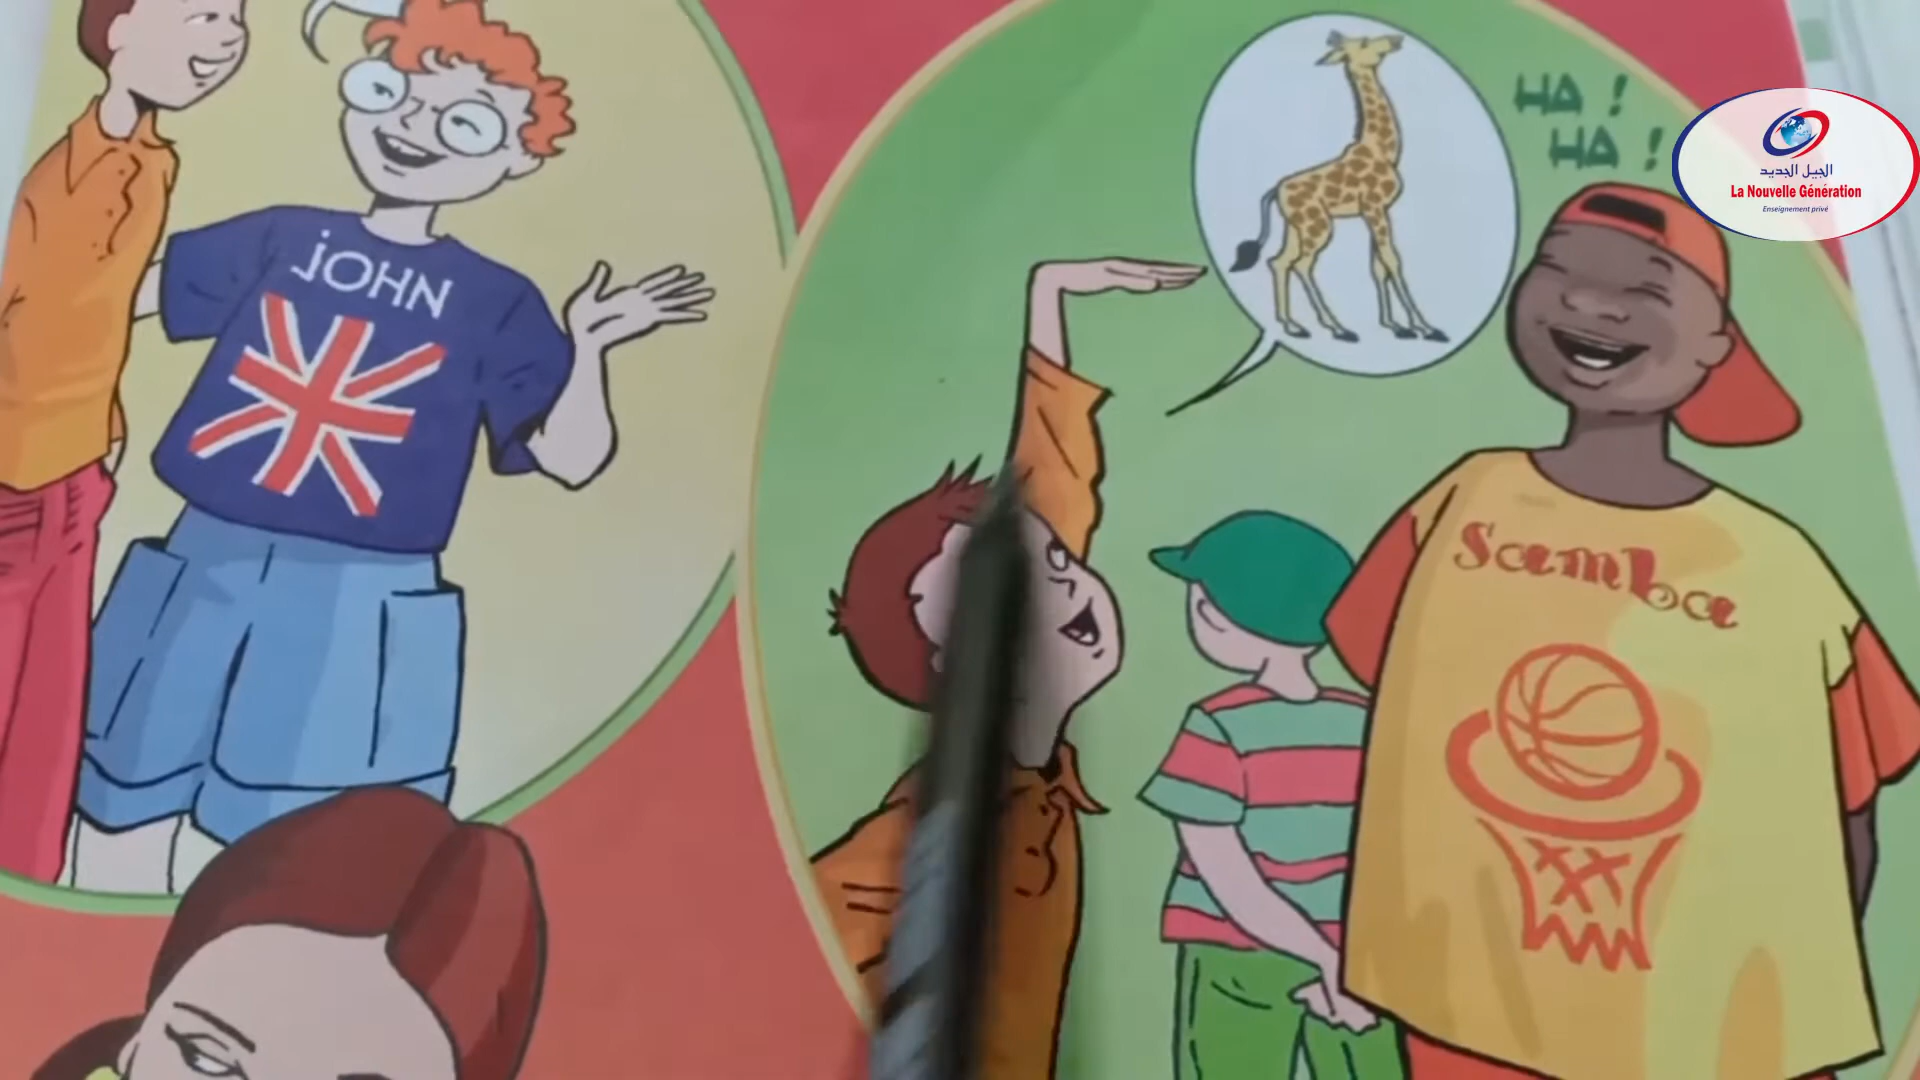 JOHN
HA !
HA !
Samba
الجيل الجديد
La Nouvelle Génération
Enseignement privé